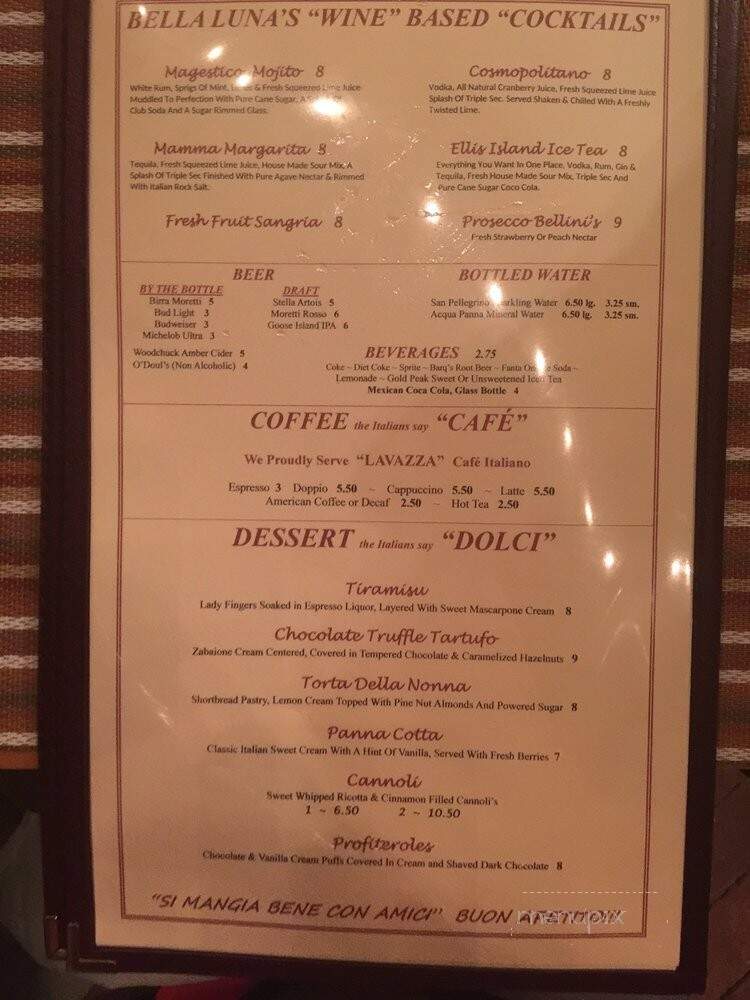 BELLA LUNA'S "WINE" BASED "COCKTAILS"
Magestico Mojito 8
White Rum, Sprigs Of Mint, & Fresh Squeezed Lime Juice
Muddled To Perfection With Pure Cane Sugar, A Of
Club Soda And A Sugar Rimmed Glass.
Cosmopolitano 8
Vodka, All Natural Cranberry Juice, Fresh Squeezed Lime Juice
Splash Of Triple Sec. Served Shaken & Chilled With A Freshly
Twisted Lime.
Mamma Margarita 8
Tequila, Fresh Squeezed Lime Juice, House Made Sour Mix, A
Splash Of Triple Sec Finished With Pure Agave Nectar & Rimmed
With Italian Rock Salt.
Ellis Island Ice Tea 8
Everything You Want In One Place, Vodka, Rum, Gin &
Tequila, Fresh House Made Sour Mix, Triple Sec And
Pure Cane Sugar Coco Cola.
Fresh Fruit Sangria 8
Prosecco Bellini's 9
Fresh Strawberry Or Peach Nectar
BEER
BY THE BOTTLE
Birra Moretti 5
Bud Light 3
Budweiser 3
Michelob Ultra 3
Woodchuck Amber Cider 5
O'Doul's (Non Alcoholic) 4
DRAFT
Stella Artois 5
Moretti Rosso 6
Goose Island IPA 6
BOTTLED WATER
San Pellegrino Sparkling Water 6.50 lg. 3.25 sm.
Acqua Panna Mineral Water 6.50 lg. 3.25 sm.
BEVERAGES 2.75
Coke ~ Diet Coke ~ Sprite ~ Barq's Root Beer ~ Fanta Orange Soda ~
Lemonade ~ Gold Peak Sweet Or Unsweetened Iced Tea
Mexican Coca Cola, Glass Bottle 4
COFFEE the Italians say "CAFÉ"
We Proudly Serve "LAVAZZA" Café Italiano
Espresso 3 Doppio 5.50 ~ Cappuccino 5.50 ~ Latte 5.50
American Coffee or Decaf 2.50 ~ Hot Tea 2.50
DESSERT the Italians say "DOLCI"
Tiramisu
Lady Fingers Soaked in Espresso Liquor, Layered With Sweet Mascarpone Cream 8
Chocolate Truffle Tartufo
Zabaione Cream Centered, Covered in Tempered Chocolate & Caramelized Hazelnuts 9
Torta Della Nonna
Shortbread Pastry, Lemon Cream Topped With Pine Nut Almonds And Powered Sugar 8
Panna Cotta
Classic Italian Sweet Cream With A Hint Of Vanilla, Served With Fresh Berries 7
Cannoli
Sweet Whipped Ricotta & Cinnamon Filled Cannoli's
1 ~ 6.50 2 ~ 10.50
Profiteroles
Chocolate & Vanilla Cream Puffs Covered In Cream and Shaved Dark Chocolate 8
"SI MANGIA BENE CON AMICI" BUON APPETITO!
menupix